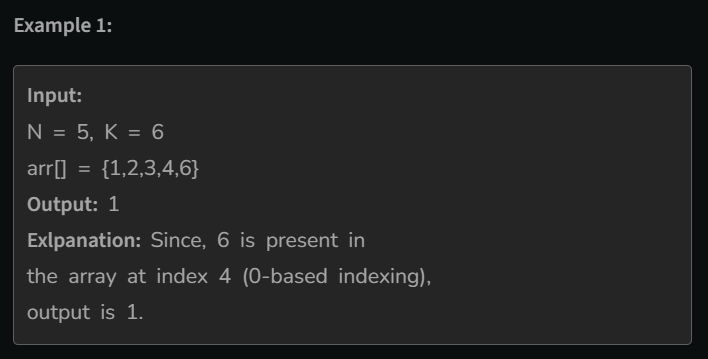 Example 1:
Input:
N = 5, K = 6
arr[] = {1,2,3,4,6}
Output: 1
Exlpanation: Since, 6 is present in
the array at index 4 (0-based indexing),
output is 1.